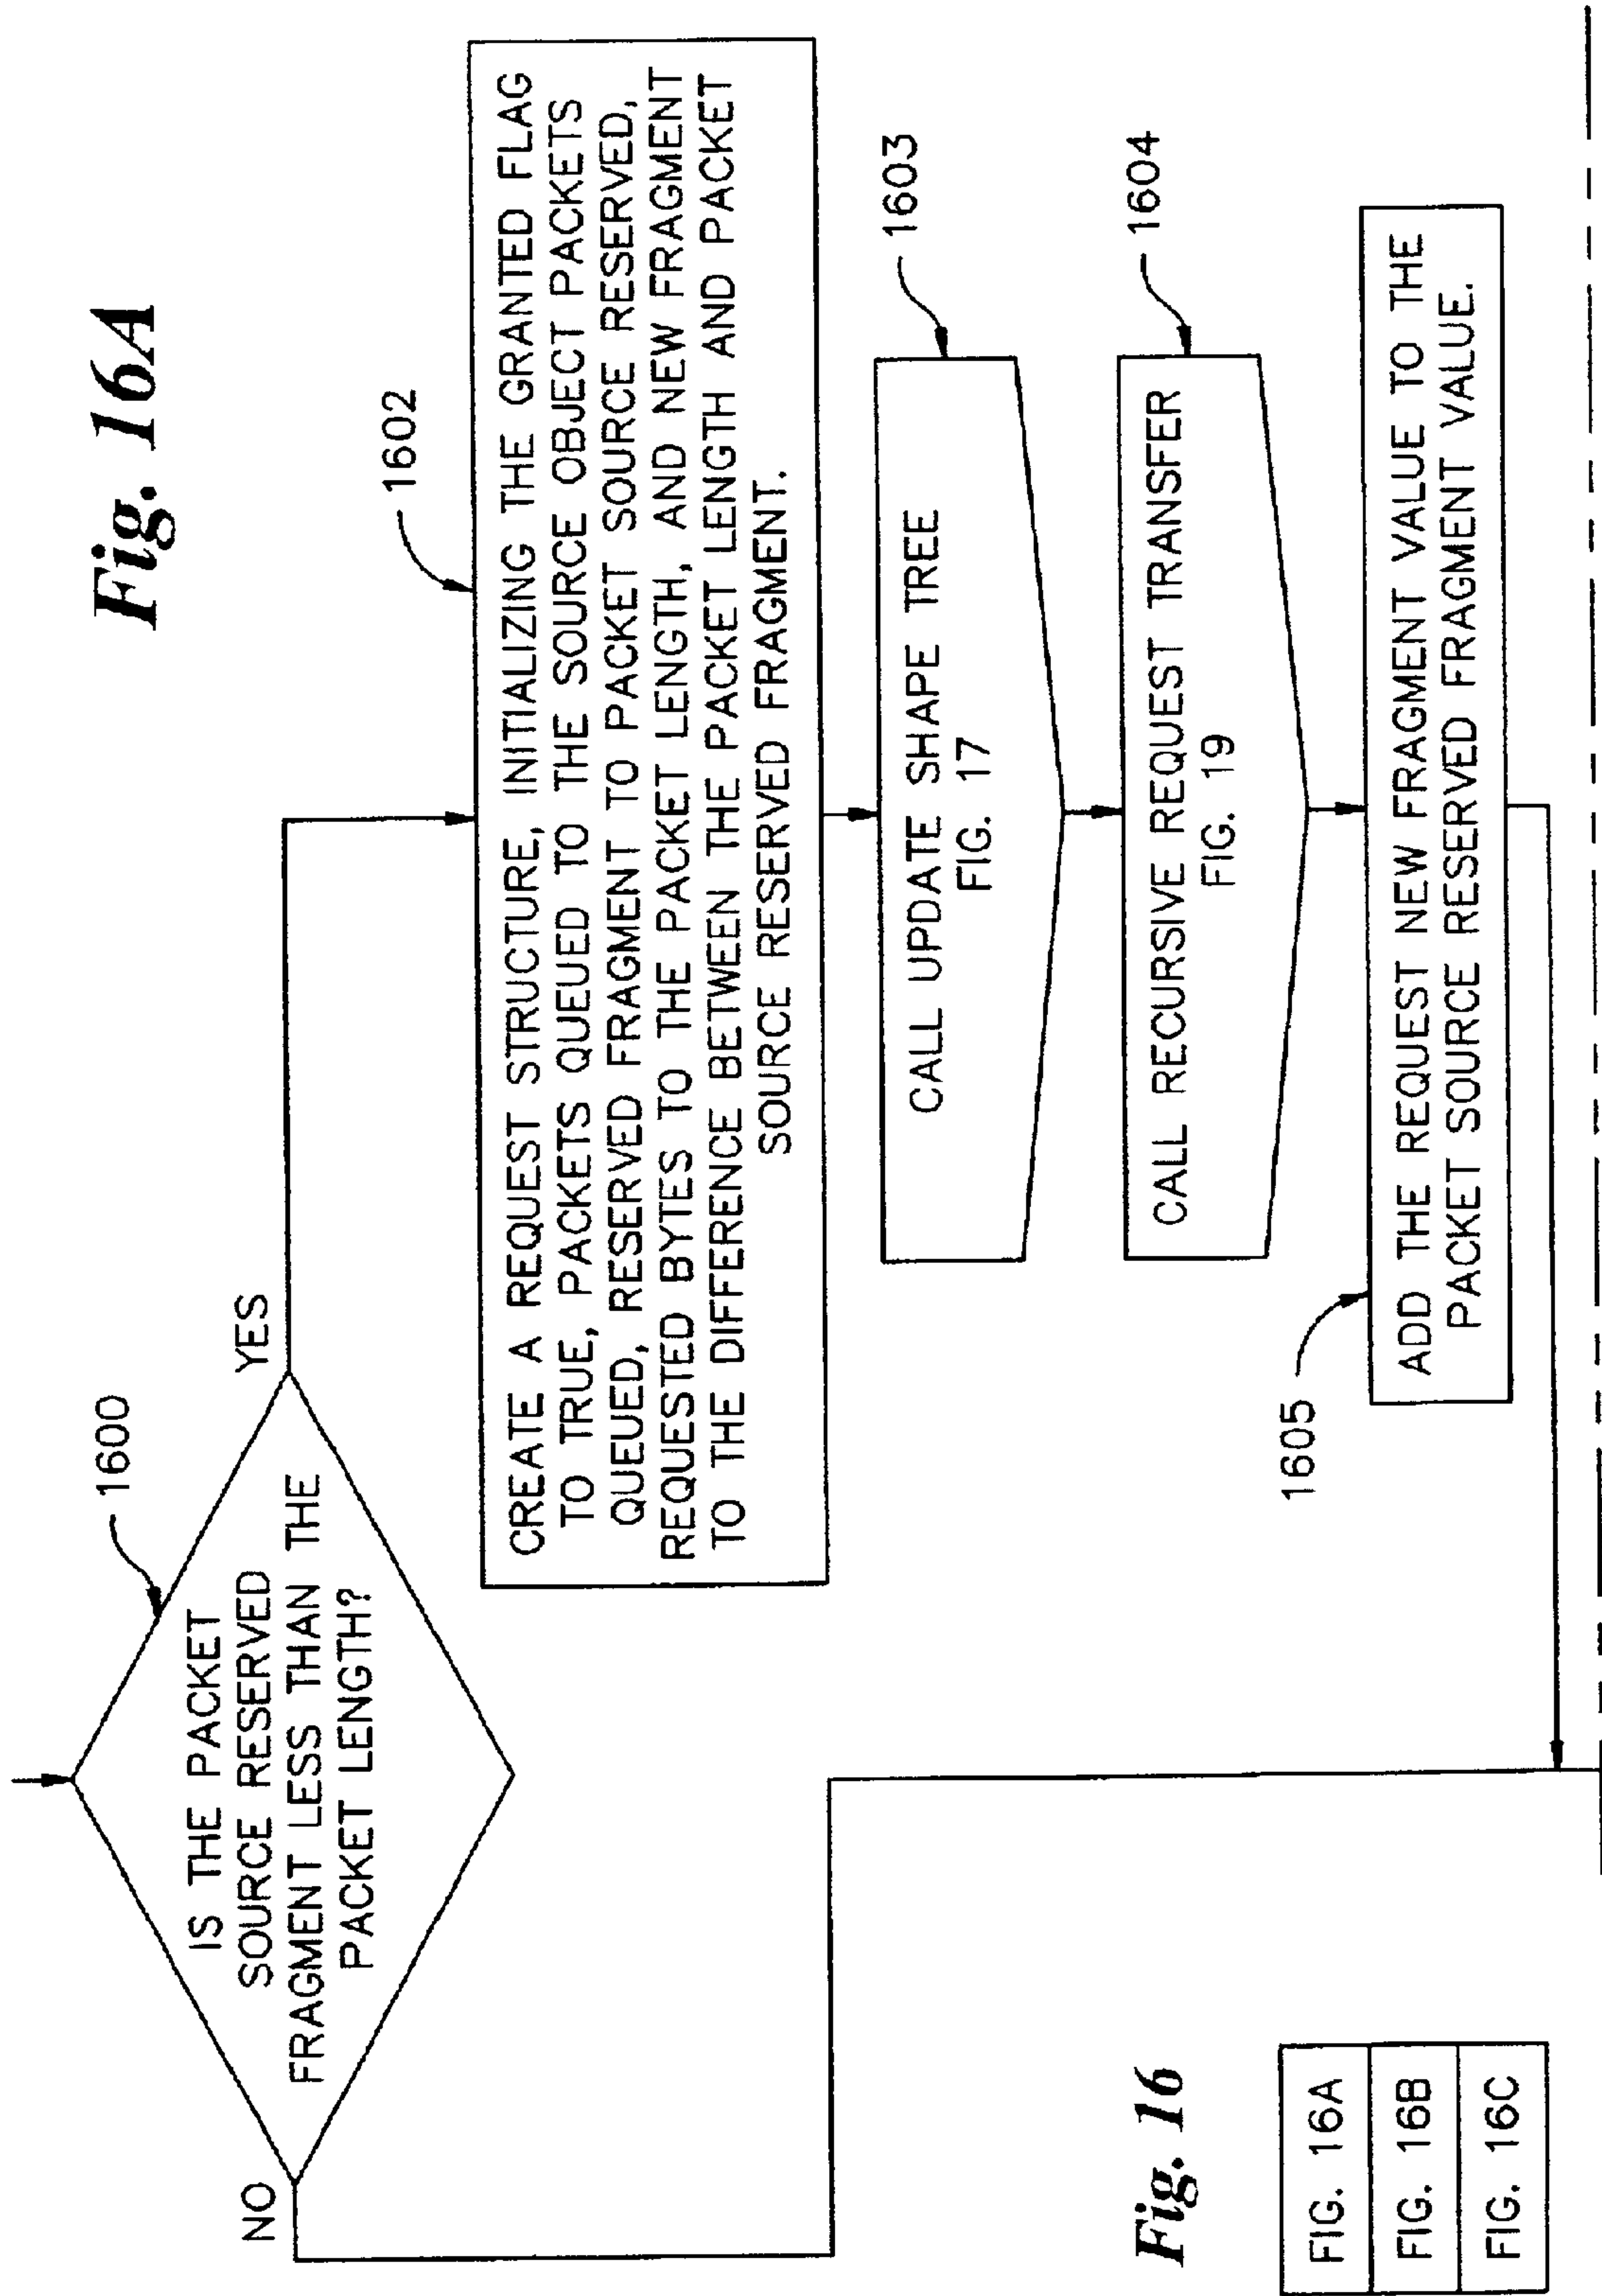 Fig. 16A
1600
IS THE PACKET
SOURCE RESERVED
FRAGMENT LESS THAN THE
PACKET LENGTH?
YES
NO
1602
CREATE A REQUEST STRUCTURE, INITIALIZING THE GRANTED FLAG
TO TRUE, PACKETS QUEUED TO THE SOURCE OBJECT PACKETS
QUEUED, RESERVED FRAGMENT TO PACKET SOURCE RESERVED,
REQUESTED BYTES TO THE PACKET LENGTH, AND NEW FRAGMENT
TO THE DIFFERENCE BETWEEN THE PACKET LENGTH AND PACKET
SOURCE RESERVED FRAGMENT.
1603
CALL UPDATE SHAPE TREE
FIG. 17
1604
CALL RECURSIVE REQUEST TRANSFER
FIG. 19
1605
ADD THE REQUEST NEW FRAGMENT VALUE TO THE
PACKET SOURCE RESERVED FRAGMENT VALUE.
Fig. 16
FIG. 16A
FIG. 16B
FIG. 16C